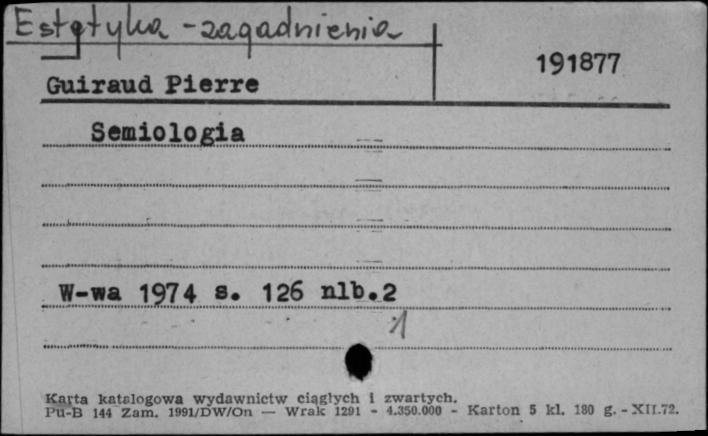 Estetyka - zagadnienia
191877
Guiraud Pierre
Semiologia
W-wa 1974 s. 126 nlb.2
1
Karta katalogowa wydawnictw ciągłych i zwartych.
Pu-B 144 Zam. 1991/DW/On — Wrak 1291 - 4.350.000 - Karton 5 kl. 180 g. - XII.72.